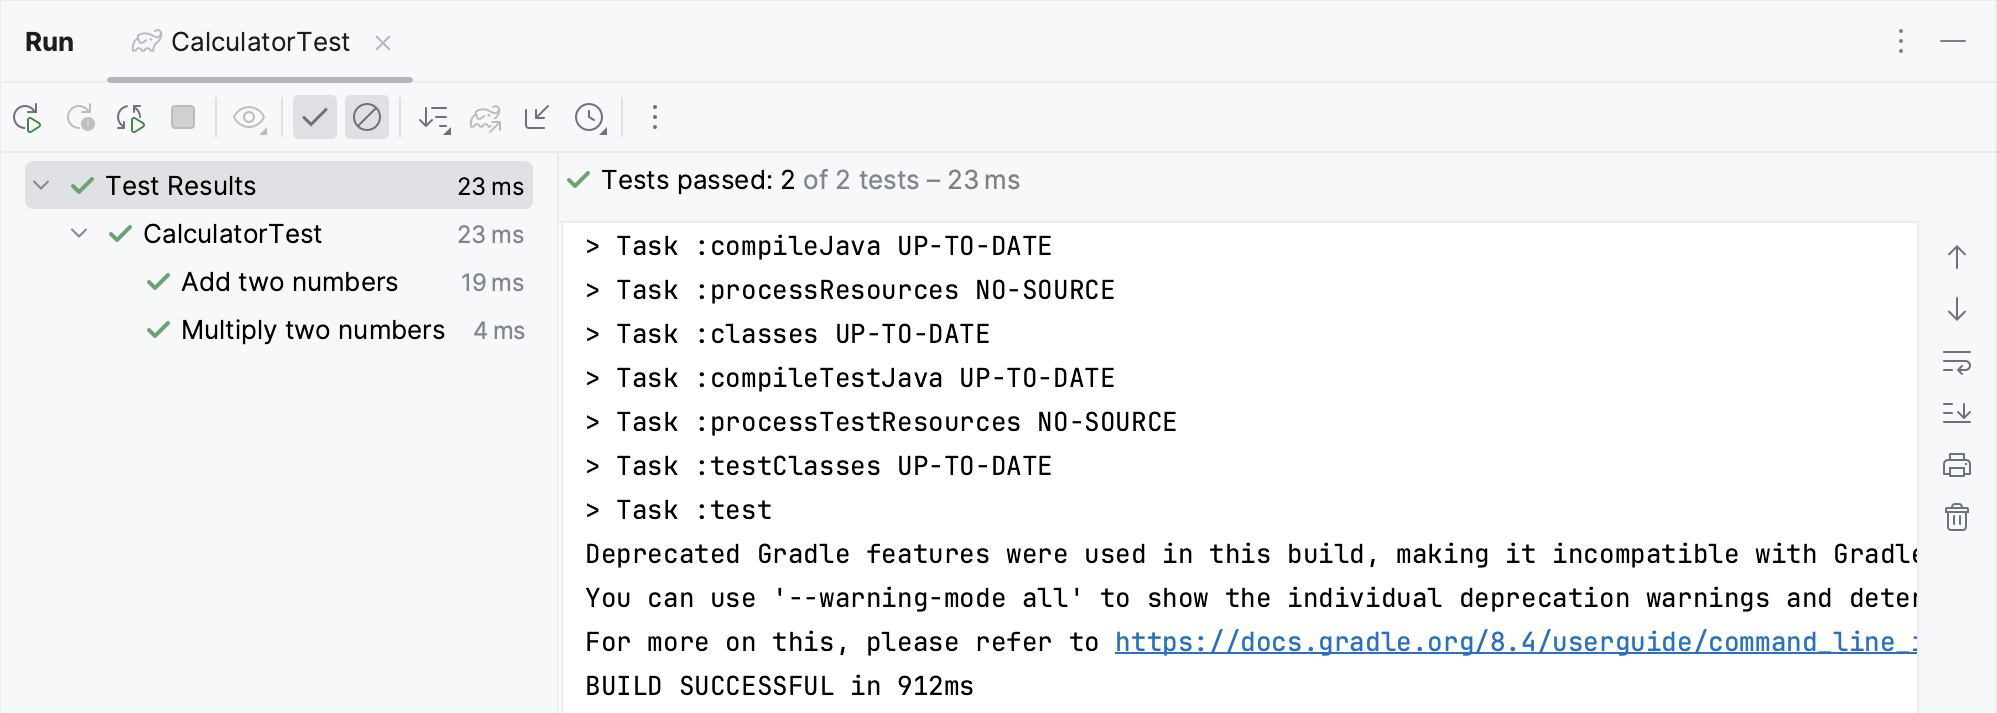 Run CalculatorTest
Test Results 23 ms
CalculatorTest 23 ms
Add two numbers 19 ms
Multiply two numbers 4 ms
Tests passed: 2 of 2 tests – 23 ms
> Task :compileJava UP-TO-DATE
> Task :processResources NO-SOURCE
> Task :classes UP-TO-DATE
> Task :compileTestJava UP-TO-DATE
> Task :processTestResources NO-SOURCE
> Task :testClasses UP-TO-DATE
> Task :test
Deprecated Gradle features were used in this build, making it incompatible with Gradle
You can use '--warning-mode all' to show the individual deprecation warnings and
For more on this, please refer to https://docs.gradle.org/8.4/userguide/command_line_
BUILD SUCCESSFUL in 912ms